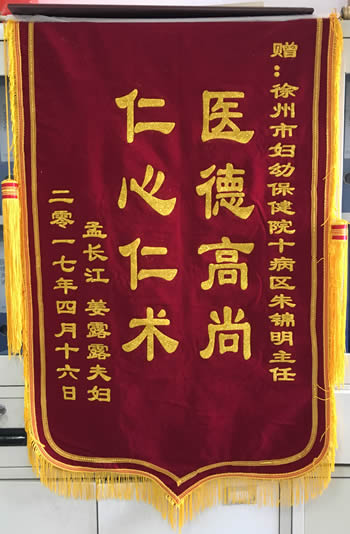 赠：徐州市妇幼保健院十病区朱锦明主任
医德高尚
仁心仁术
孟长江 姜露露夫妇
二零一七年四月十六日